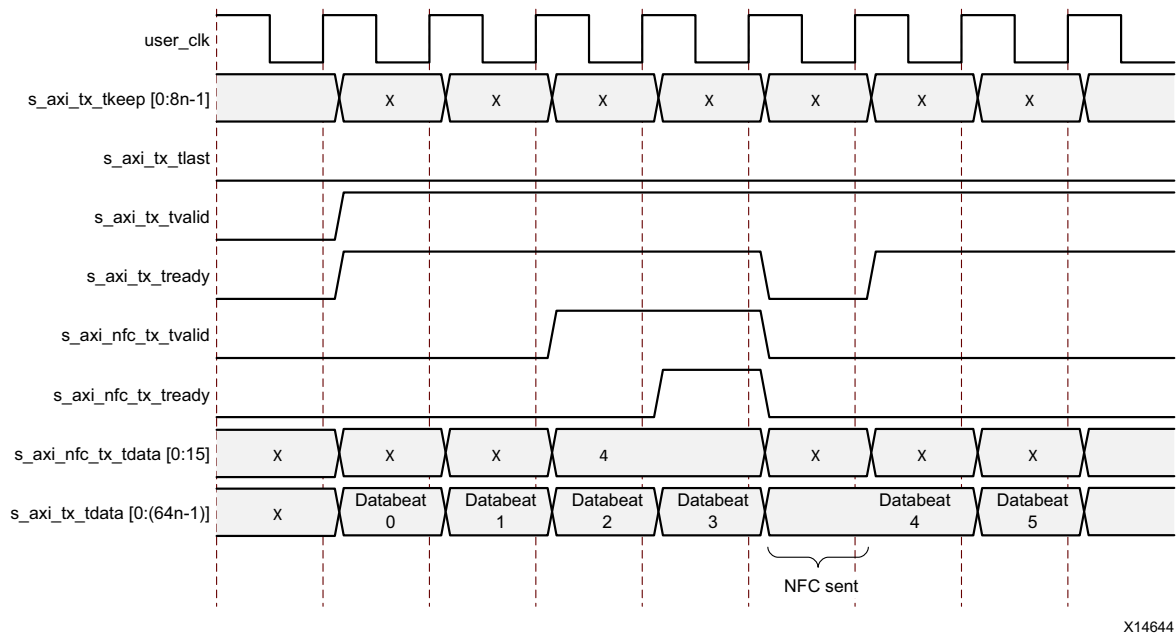 user_clk
s_axi_tx_tkeep [0:8n-1] X X X X X X X
s_axi_tx_tlast
s_axi_tx_tvalid
s_axi_tx_tready
s_axi_nfc_tx_tvalid
s_axi_nfc_tx_tready
s_axi_nfc_tx_tdata [0:15] X X X 4 X X X
s_axi_tx_tdata [0:(64n-1)] X Databeat Databeat Databeat Databeat Databeat Databeat
0 1 2 3 4 5
NFC sent
X14644